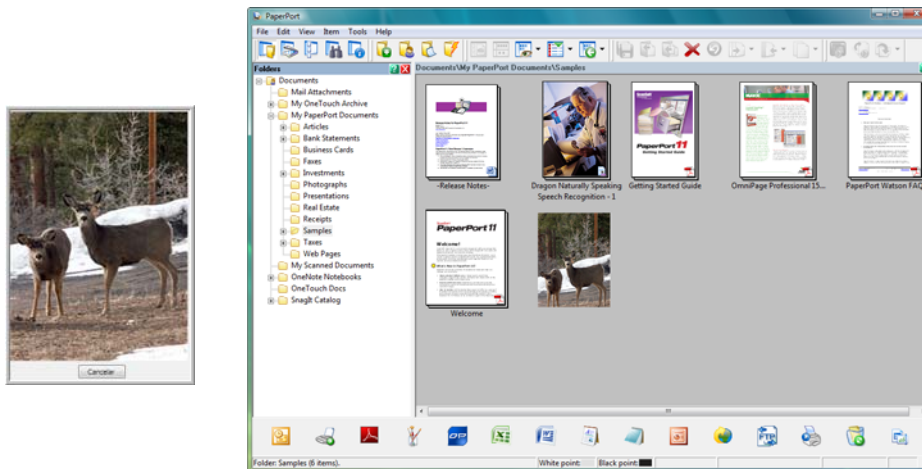 Cancelar
PaperPort
File Edit View Item Tools Help
Folders
Documents\My PaperPort Documents\Samples
Documents
Mail Attachments
My OneTouch Archive
My PaperPort Documents
Articles
Bank Statements
Business Cards
Faxes
Investments
Photographs
Presentations
Real Estate
Receipts
Samples
Taxes
Web Pages
My Scanned Documents
OneNote Notebooks
OneTouch Docs
SnagIt Catalog
PaperPort 11
Getting Started Guide
-Release Notes-
Dragon Naturally Speaking
Speech Recognition - 1
Getting Started Guide
OmniPage Professional 15...
PaperPort Watson FAQ
PaperPort 11
Welcome!
Welcome
FTP
Folder: Samples (6 items).
White point:
Black point: